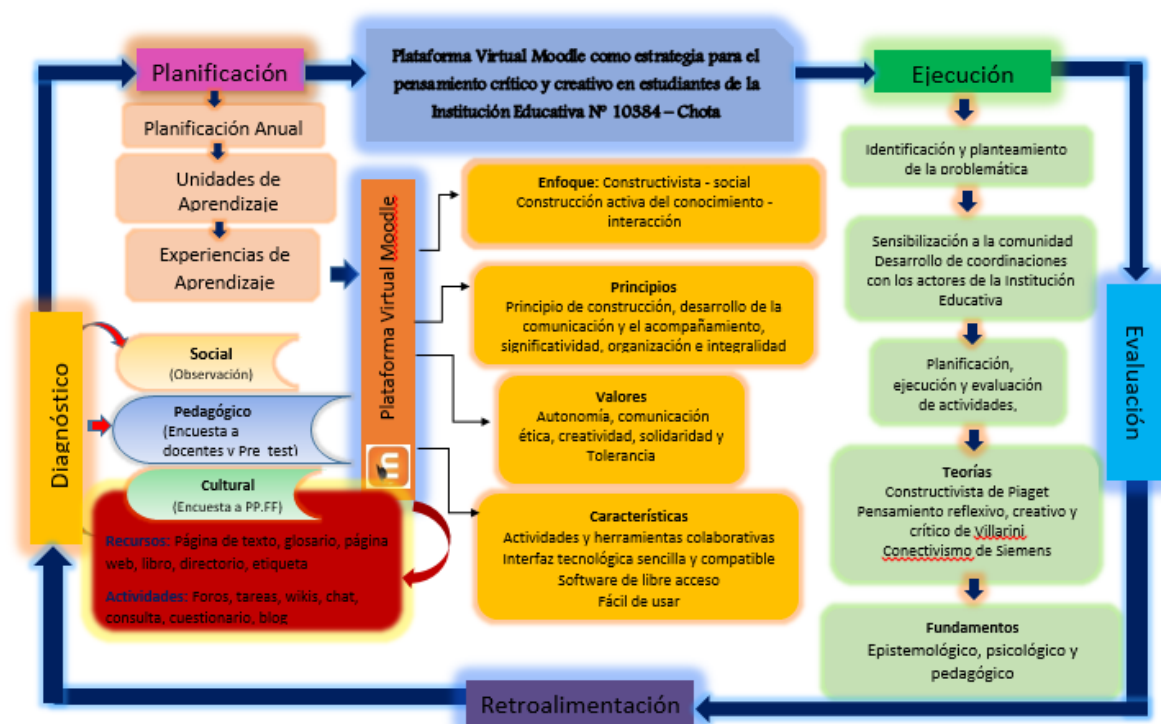 Planificación
Plataforma Virtual Moodle como estrategia para el
pensamiento crítico y creativo en estudiantes de la
Institución Educativa Nº 10384 – Chota
Ejecución
Planificación Anual
Unidades de
Aprendizaje
Experiencias de
Aprendizaje
Plataforma Virtual Moodle
Enfoque: Constructivista - social
Construcción activa del conocimiento -
interacción
Principios
Principio de construcción, desarrollo de la
comunicación y el acompañamiento,
significatividad, organización e integralidad
Valores
Autonomía, comunicación
ética, creatividad, solidaridad y
Tolerancia
Características
Actividades y herramientas colaborativas
Interfaz tecnológica sencilla y compatible
Software de libre acceso
Fácil de usar
Identificación y planteamiento
de la problemática
Sensibilización a la comunidad
Desarrollo de coordinaciones
con los actores de la Institución
Educativa
Planificación,
ejecución y evaluación
de actividades,
Teorías
Constructivista de Piaget
Pensamiento reflexivo, creativo y
crítico de Villarini
Conectivismo de Siemens
Fundamentos
Epistemológico, psicológico y
pedagógico
Evaluación
Diagnóstico
Social
(Observación)
Pedagógico
(Encuesta a
docentes y Pre_test)
Cultural
(Encuesta a PP.FF)
Recursos: Página de texto, glosario, página
web, libro, directorio, etiqueta
Actividades: Foros, tareas, wikis, chat,
consulta, cuestionario, blog
Retroalimentación